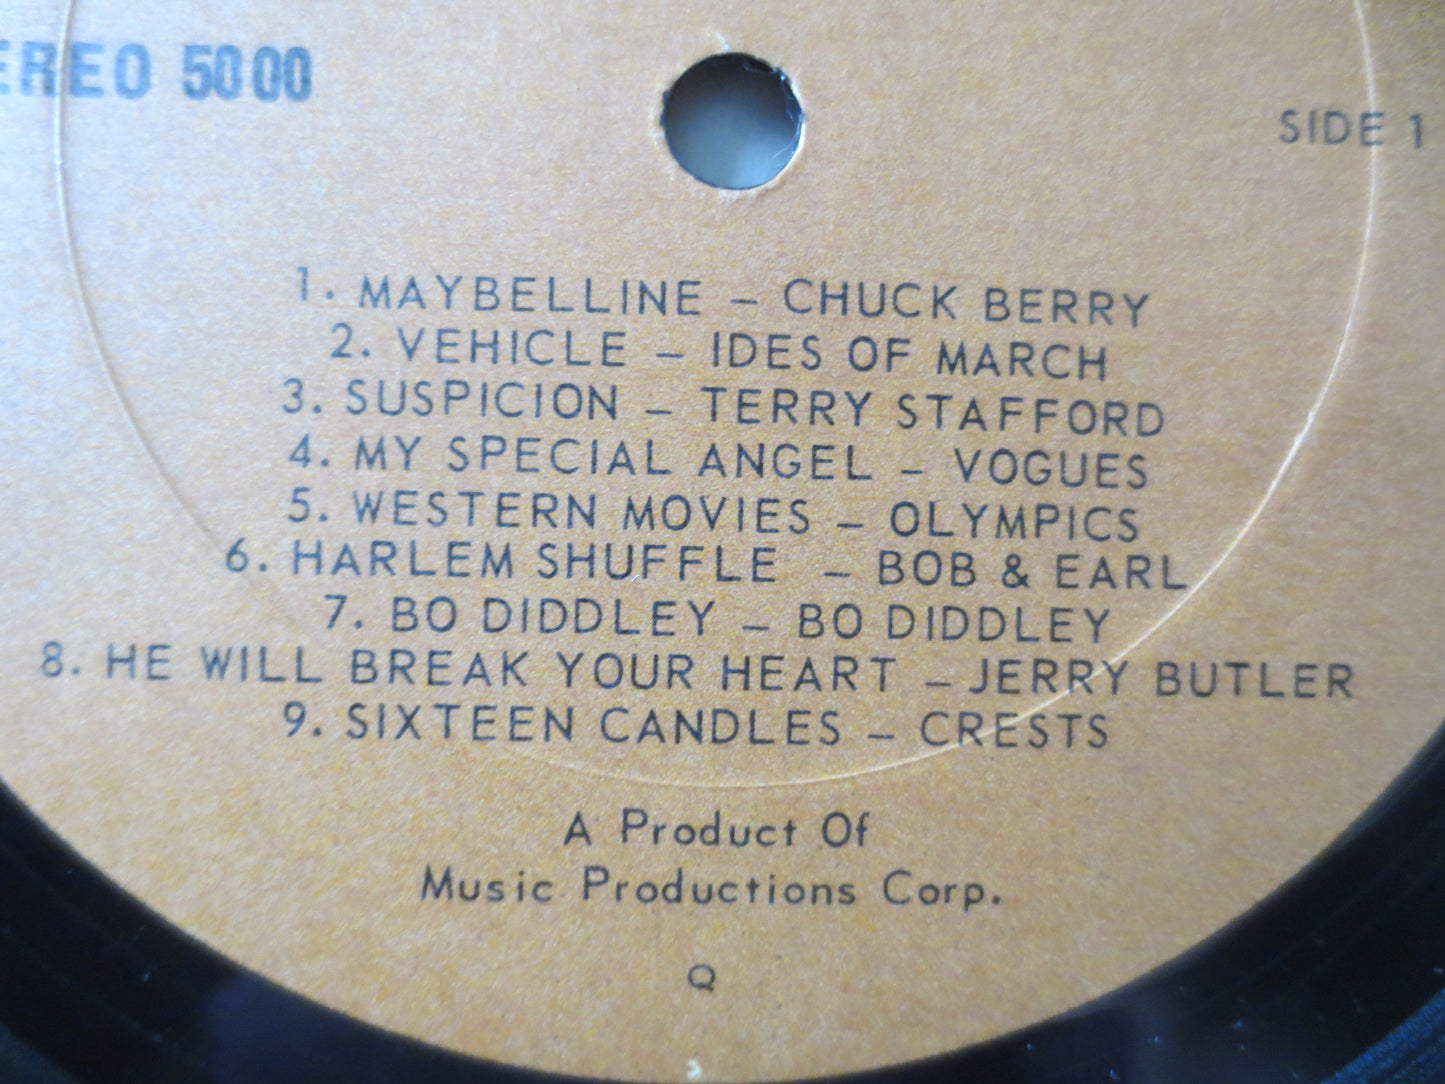 5000
SIDE 1
1. MAYBELLINE – CHUCK BERRY
2. VEHICLE – IDES OF MARCH
3. SUSPICION – TERRY STAFFORD
4. MY SPECIAL ANGEL – VOGUES
5. WESTERN MOVIES – OLYMPICS
6. HARLEM SHUFFLE – BOB & EARL
7. BO DIDDLEY – BO DIDDLEY
8. HE WILL BREAK YOUR HEART – JERRY BUTLER
9. SIXTEEN CANDLES – CRESTS
A Product Of
Music Productions Corp.
Q